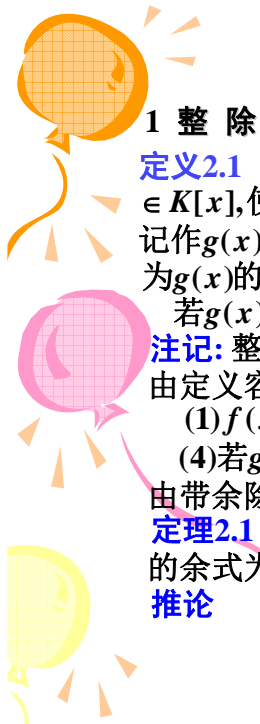 1 整 除
定义2.1
∈K[x],使
记作g(x)
为g(x)的
若g(x)
注记: 整
由定义容
(1)f(
(4)若g
由带余除
定理2.1
的余式为
推论